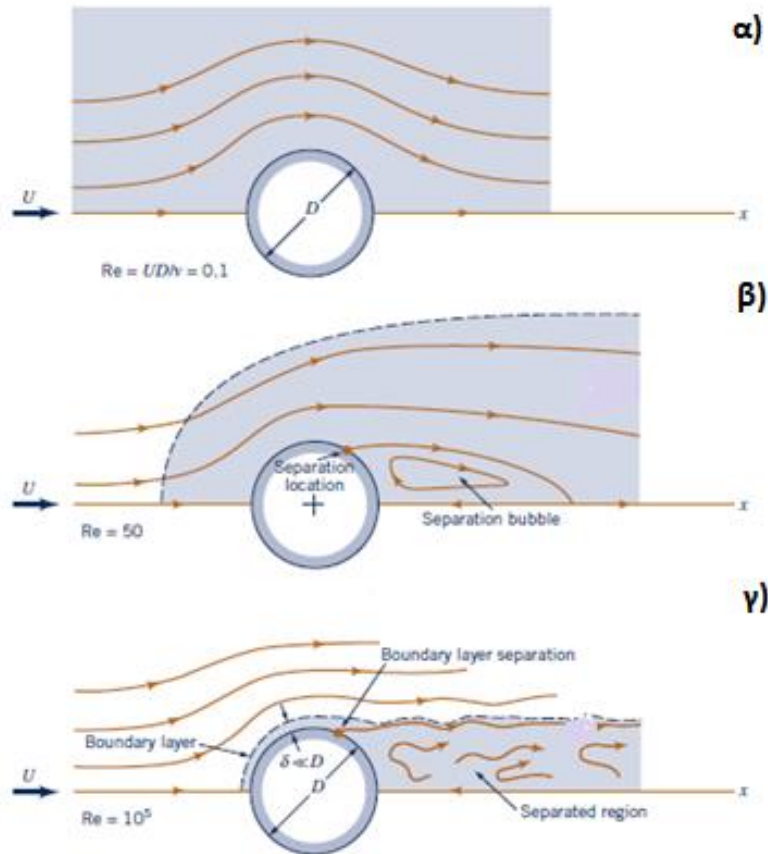 α)
U
D
x
Re = UD/ν = 0,1
β)
Separation
location
U
x
Separation bubble
Re = 50
γ)
Boundary layer separation
Boundary layer
δ ≪ D
D
U
x
Re = 10⁵
Separated region